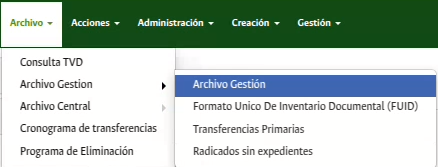 Archivo Acciones Administración Creación Gestión
Consulta TVD
Archivo Gestion
Archivo Central
Cronograma de transferencias
Programa de Eliminación
Archivo Gestión
Formato Unico De Inventario Documental (FUID)
Transferencias Primarias
Radicados sin expedientes